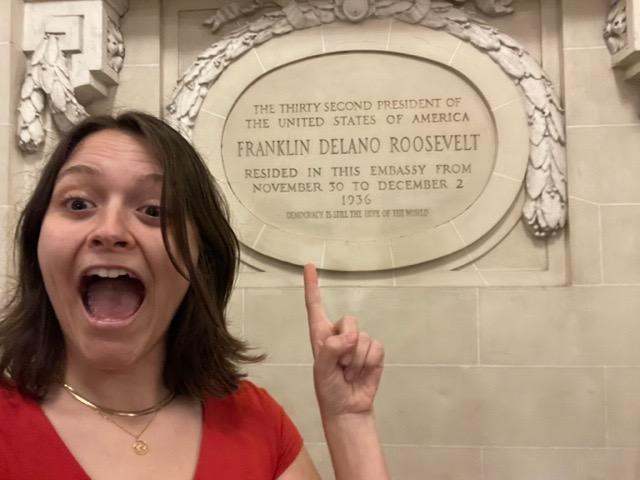 THE THIRTY SECOND PRESIDENT OF
THE UNITED STATES OF AMERICA
FRANKLIN DELANO ROOSEVELT
RESIDED IN THIS EMBASSY FROM
NOVEMBER 30 TO DECEMBER 2
1936
DEMOCRACY IS STILL THE HOPE OF THE WORLD